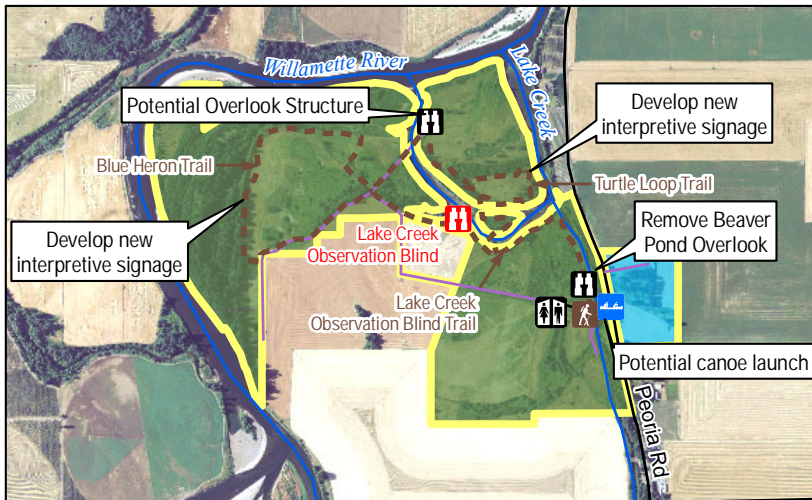 Willamette River
Lake Creek
Potential Overlook Structure
Develop new
interpretive signage
Blue Heron Trail
Turtle Loop Trail
Develop new
interpretive signage
Lake Creek
Observation Blind
Remove Beaver
Pond Overlook
Lake Creek
Observation Blind Trail
Potential canoe launch
Peoria Rd